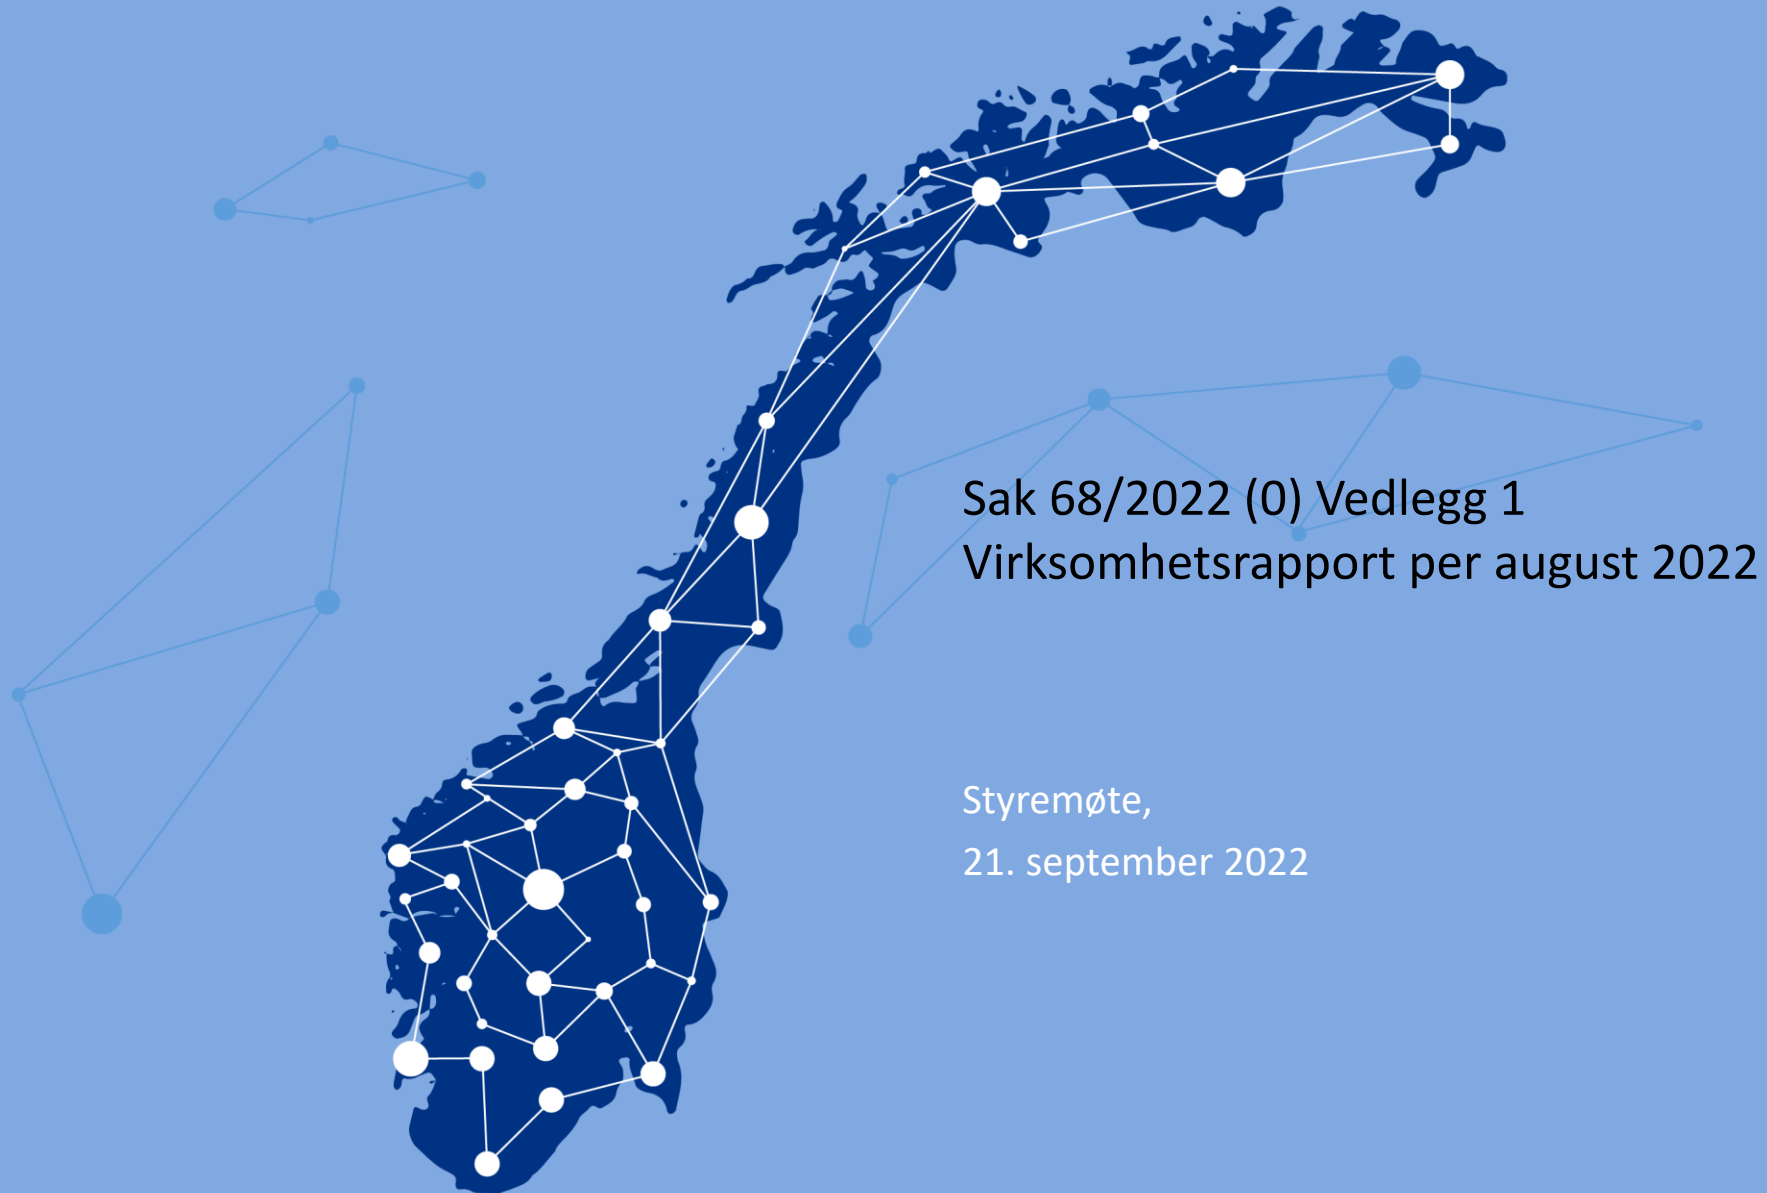 Sak 68/2022 (0) Vedlegg 1
Virksomhetsrapport per august 2022
Styremøte,
21. september 2022